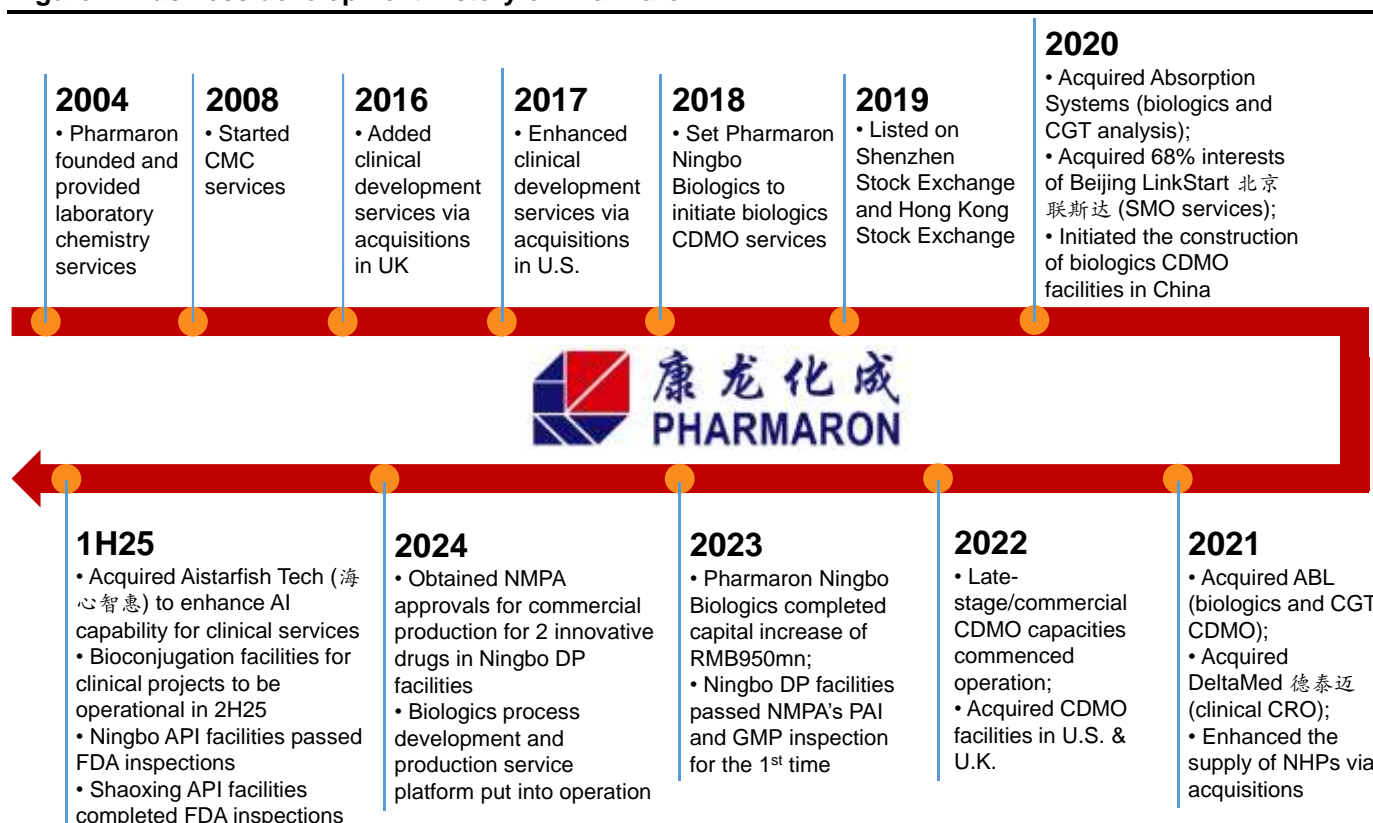 2004
• Pharmaron
founded and
provided
laboratory
chemistry
services
2008
• Started
CMC
services
2016
• Added
clinical
development
services via
acquisitions
in UK
2017
• Enhanced
clinical
development
services via
acquisitions
in U.S.
2018
• Set Pharmaron
Ningbo
Biologics to
initiate biologics
CDMO services
2019
• Listed on
Shenzhen
Stock Exchange
and Hong Kong
Stock Exchange
2020
• Acquired Absorption
Systems (biologics and
CGT analysis);
• Acquired 68% interests
of Beijing LinkStart 北京
联斯达 (SMO services);
• Initiated the construction
of biologics CDMO
facilities in China
康龙化成
PHARMARON
1H25
• Acquired Aistarfish Tech (海
心智惠) to enhance AI
capability for clinical services
• Bioconjugation facilities for
clinical projects to be
operational in 2H25
• Ningbo API facilities passed
FDA inspections
• Shaoxing API facilities
completed FDA inspections
2024
• Obtained NMPA
approvals for commercial
production for 2 innovative
drugs in Ningbo DP
facilities
• Biologics process
development and
production service
platform put into operation
2023
• Pharmaron Ningbo
Biologics completed
capital increase of
RMB950mn;
• Ningbo DP facilities
passed NMPA's PAI
and GMP inspection
for the 1st time
2022
• Late-
stage/commercial
CDMO capacities
commenced
operation;
• Acquired CDMO
facilities in U.S. &
U.K.
2021
• Acquired ABL
(biologics and CGT
CDMO);
• Acquired
DeltaMed 德泰迈
(clinical CRO);
• Enhanced the
supply of NHPs via
acquisitions